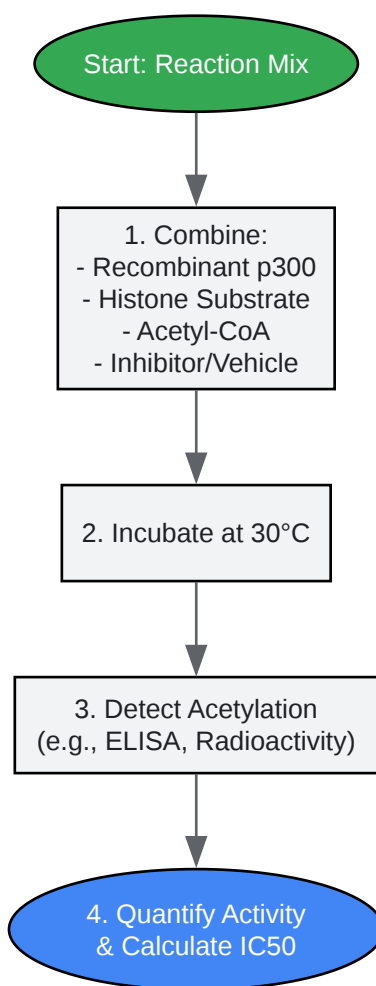 Start: Reaction Mix
1. Combine:
- Recombinant p300
- Histone Substrate
- Acetyl-CoA
- Inhibitor/Vehicle
2. Incubate at 30°C
3. Detect Acetylation
(e.g., ELISA, Radioactivity)
4. Quantify Activity
& Calculate IC50